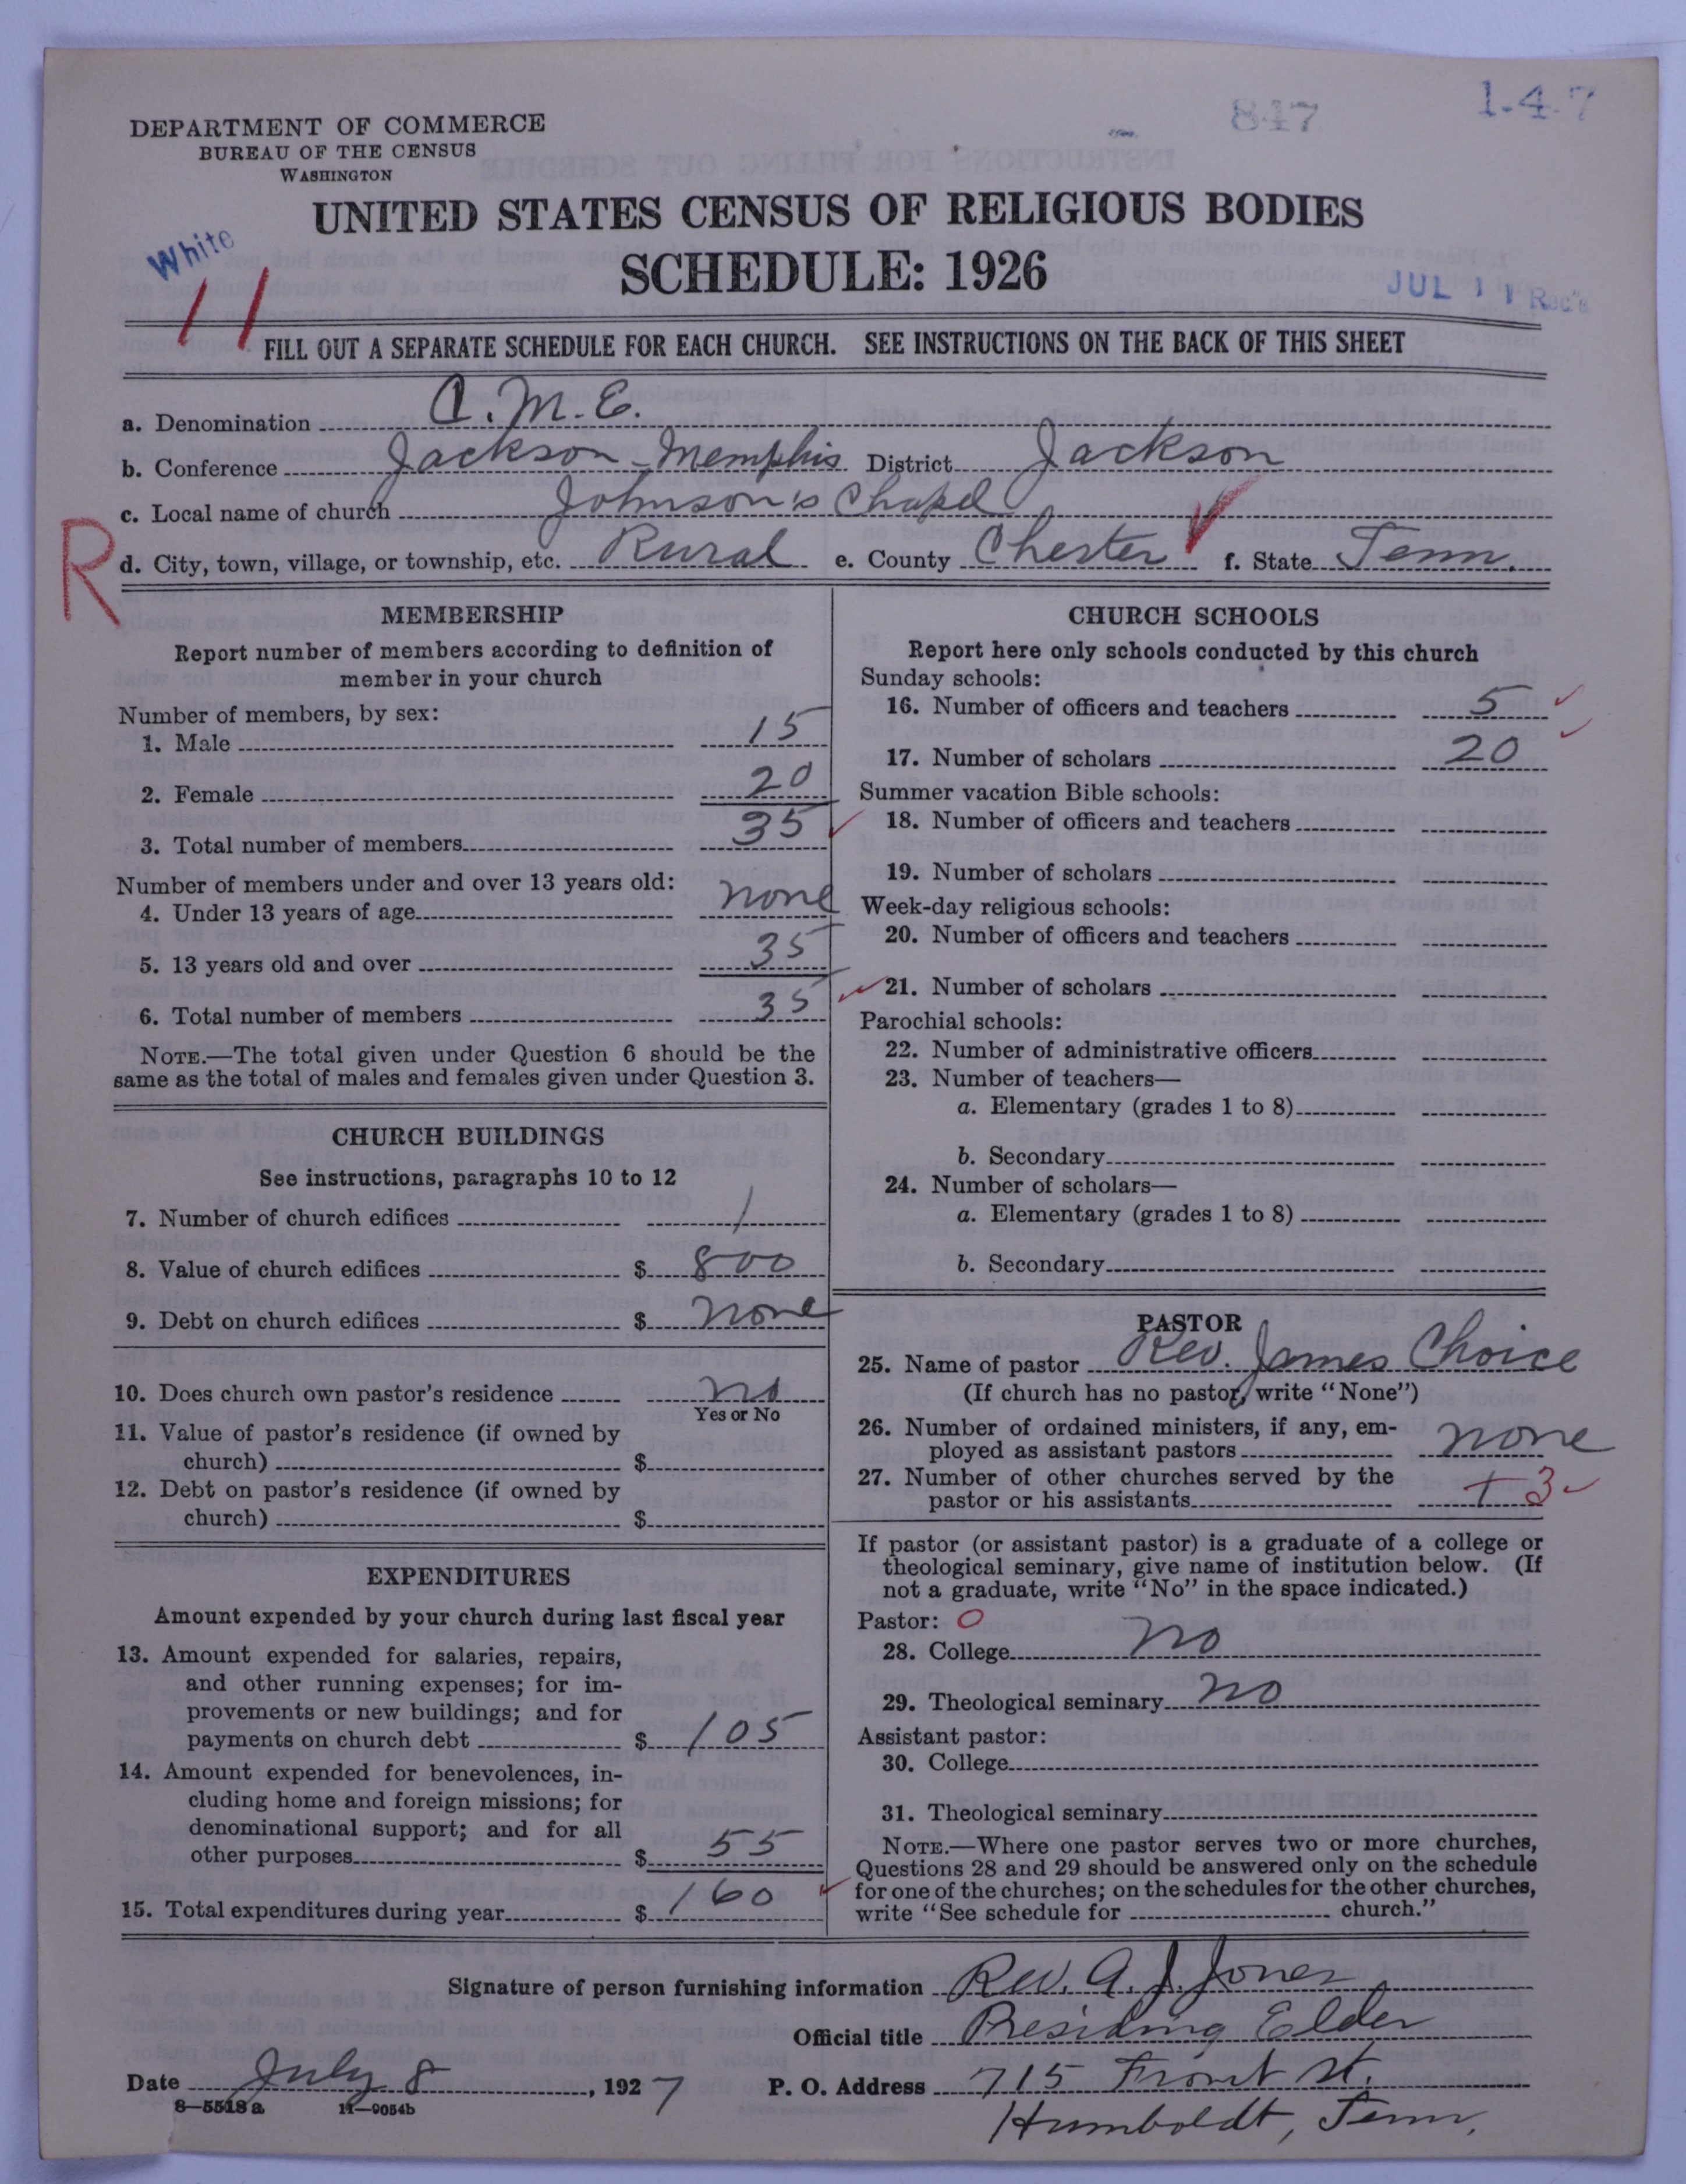 847
1-4-7
DEPARTMENT OF COMMERCE
BUREAU OF THE CENSUS
WASHINGTON
UNITED STATES CENSUS OF RELIGIOUS BODIES
White
SCHEDULE: 1926
JUL 11 Rec'd
11
FILL OUT A SEPARATE SCHEDULE FOR EACH CHURCH. SEE INSTRUCTIONS ON THE BACK OF THIS SHEET
a. Denomination C. M. E.
b. Conference Jackson-Memphis District Jackson
c. Local name of church Johnson's Chapel
R
d. City, town, village, or township, etc. Rural e. County Chester f. State Tenn.
MEMBERSHIP
Report number of members according to definition of
member in your church
Number of members, by sex:
1. Male 15
2. Female 20
3. Total number of members 35
Number of members under and over 13 years old:
4. Under 13 years of age none
5. 13 years old and over 35
6. Total number of members 35
NOTE.—The total given under Question 6 should be the
same as the total of males and females given under Question 3.
CHURCH BUILDINGS
See instructions, paragraphs 10 to 12
7. Number of church edifices 1
8. Value of church edifices $ 800
9. Debt on church edifices $ none
10. Does church own pastor's residence no
Yes or No
11. Value of pastor's residence (if owned by
church) $
12. Debt on pastor's residence (if owned by
church) $
EXPENDITURES
Amount expended by your church during last fiscal year
13. Amount expended for salaries, repairs,
and other running expenses; for im-
provements or new buildings; and for
payments on church debt $ 105
14. Amount expended for benevolences, in-
cluding home and foreign missions; for
denominational support; and for all
other purposes $ 55
15. Total expenditures during year $ 160
CHURCH SCHOOLS
Report here only schools conducted by this church
Sunday schools:
16. Number of officers and teachers 5
17. Number of scholars 20
Summer vacation Bible schools:
18. Number of officers and teachers
19. Number of scholars
Week-day religious schools:
20. Number of officers and teachers
21. Number of scholars
Parochial schools:
22. Number of administrative officers
23. Number of teachers—
a. Elementary (grades 1 to 8)
b. Secondary
24. Number of scholars—
a. Elementary (grades 1 to 8)
b. Secondary
PASTOR
25. Name of pastor Rev. James Choice
(If church has no pastor, write "None")
26. Number of ordained ministers, if any, em-
ployed as assistant pastors none
27. Number of other churches served by the
pastor or his assistants 1 3
If pastor (or assistant pastor) is a graduate of a college or
theological seminary, give name of institution below. (If
not a graduate, write "No" in the space indicated.)
Pastor: 0
28. College no
29. Theological seminary no
Assistant pastor:
30. College
31. Theological seminary
NOTE.—Where one pastor serves two or more churches,
Questions 28 and 29 should be answered only on the schedule
for one of the churches; on the schedules for the other churches,
write "See schedule for church."
Signature of person furnishing information Rev. A. J. Jones
Official title Presiding Elder
Date July 8, 1927 P. O. Address 715 Front St.
8-5518 a 11-9054b
Humboldt, Tenn.